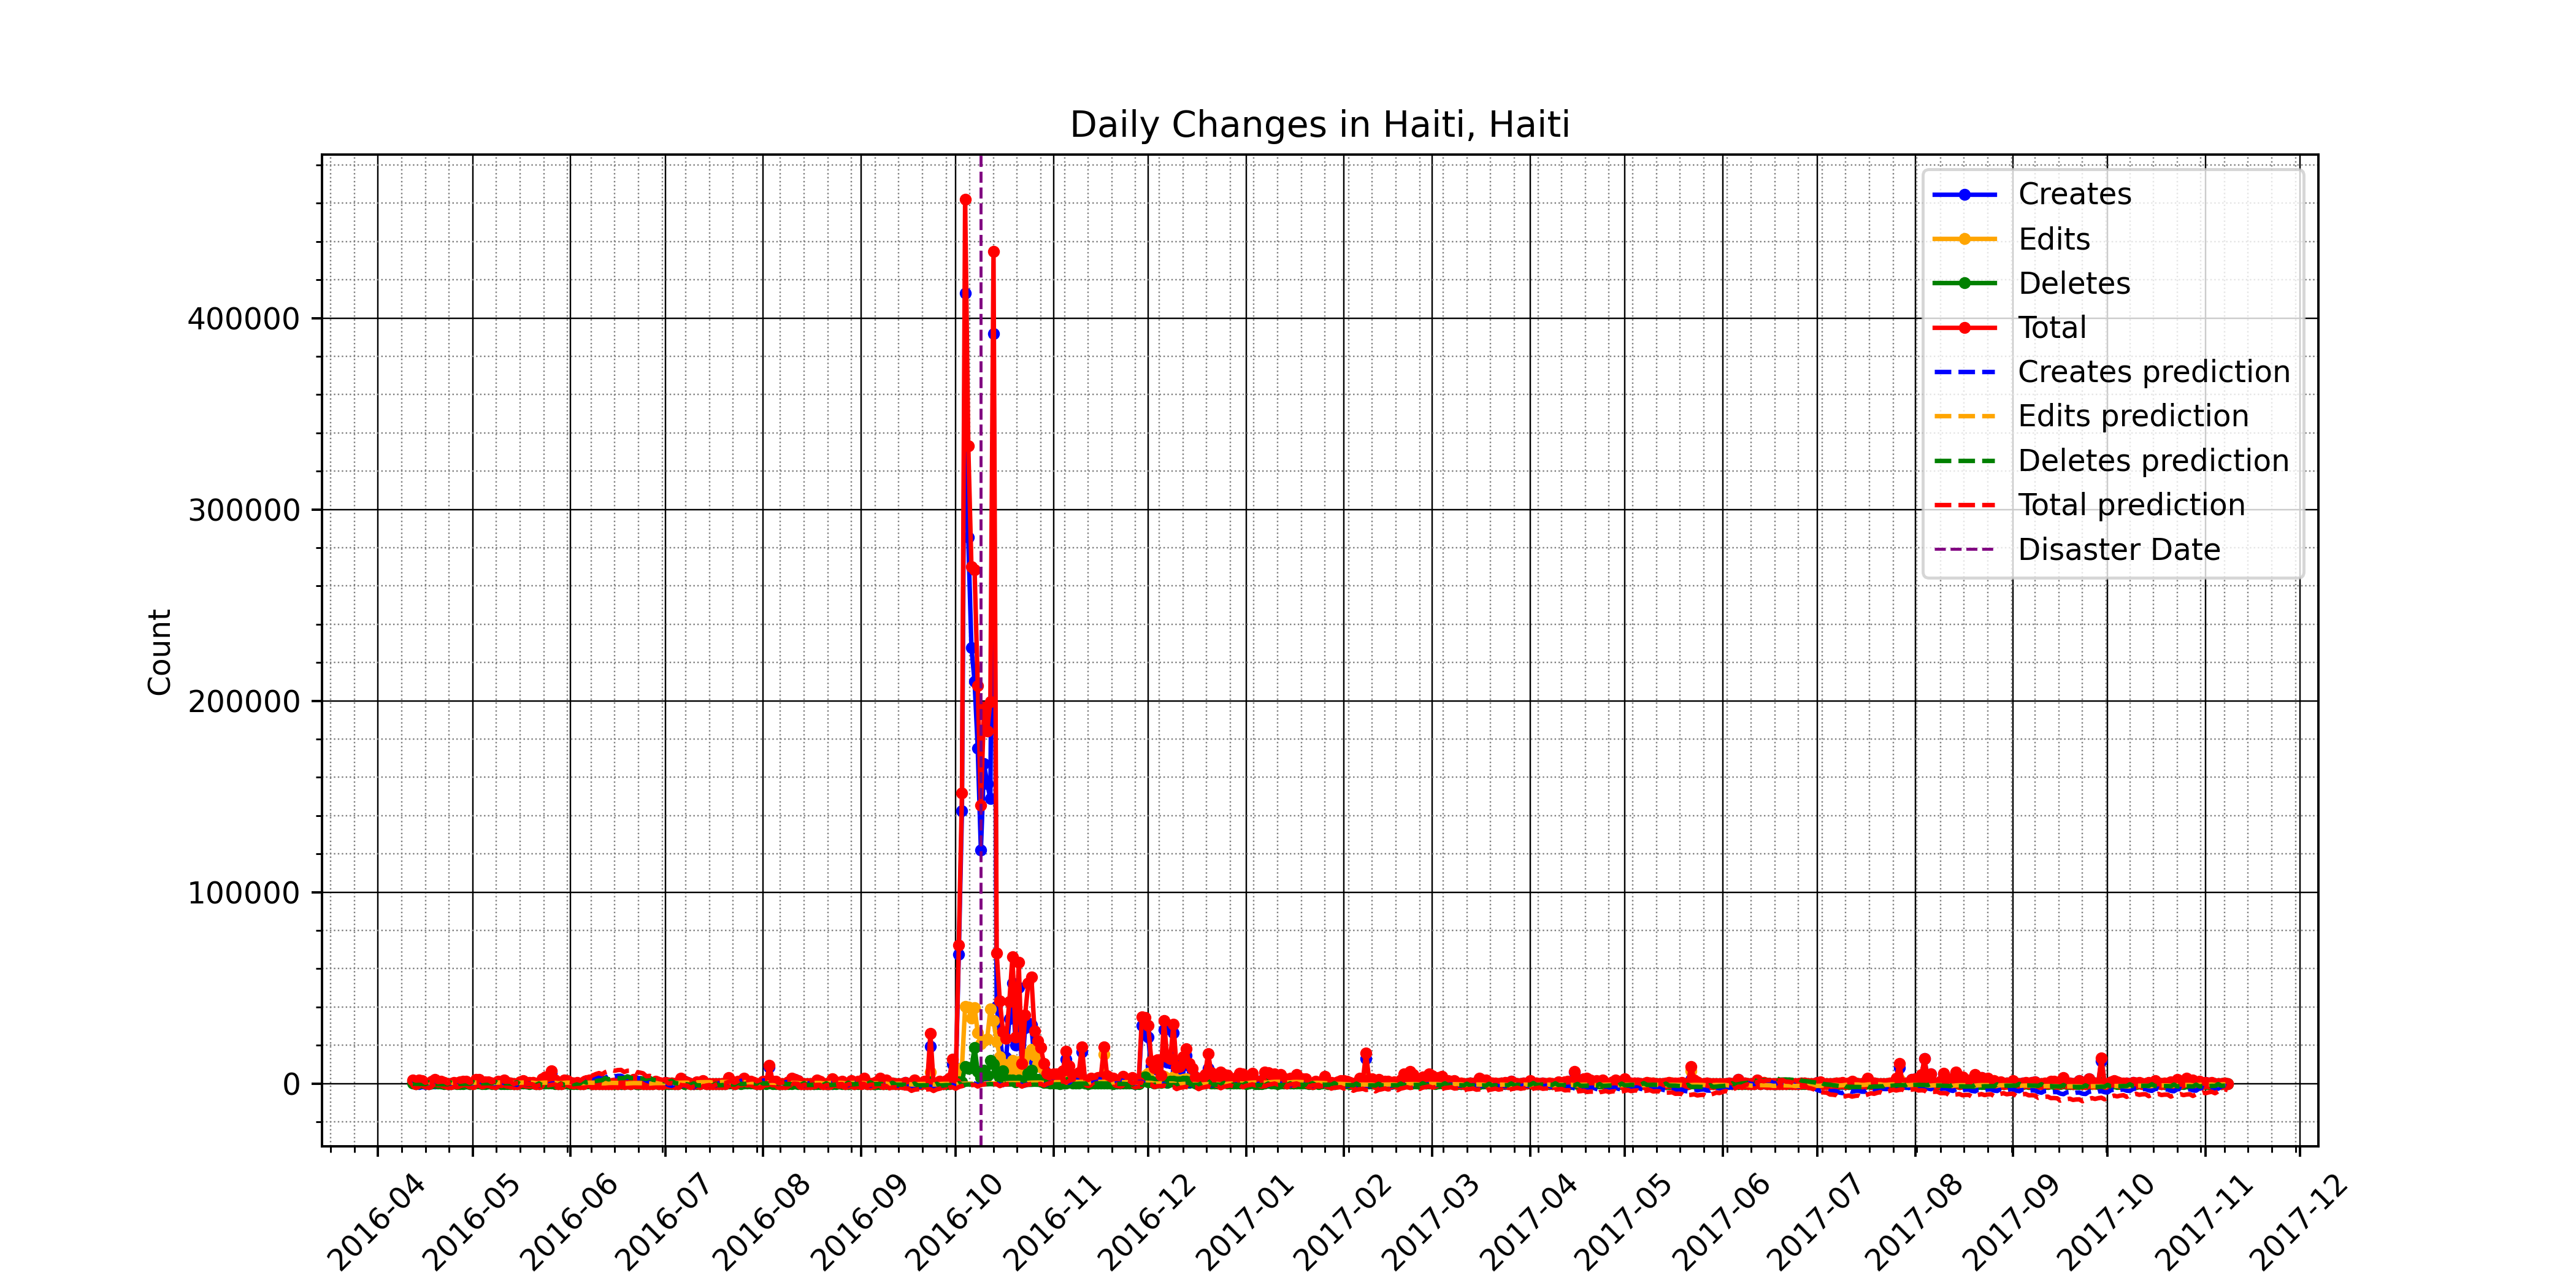 Daily Changes in Haiti, Haiti
Creates
Edits
Deletes
Total
Creates prediction
Edits prediction
Deletes prediction
Total prediction
Disaster Date
Count
400000
300000
200000
100000
0
2016-04
2016-05
2016-06
2016-07
2016-08
2016-09
2016-10
2016-11
2016-12
2017-01
2017-02
2017-03
2017-04
2017-05
2017-06
2017-07
2017-08
2017-09
2017-10
2017-11
2017-12